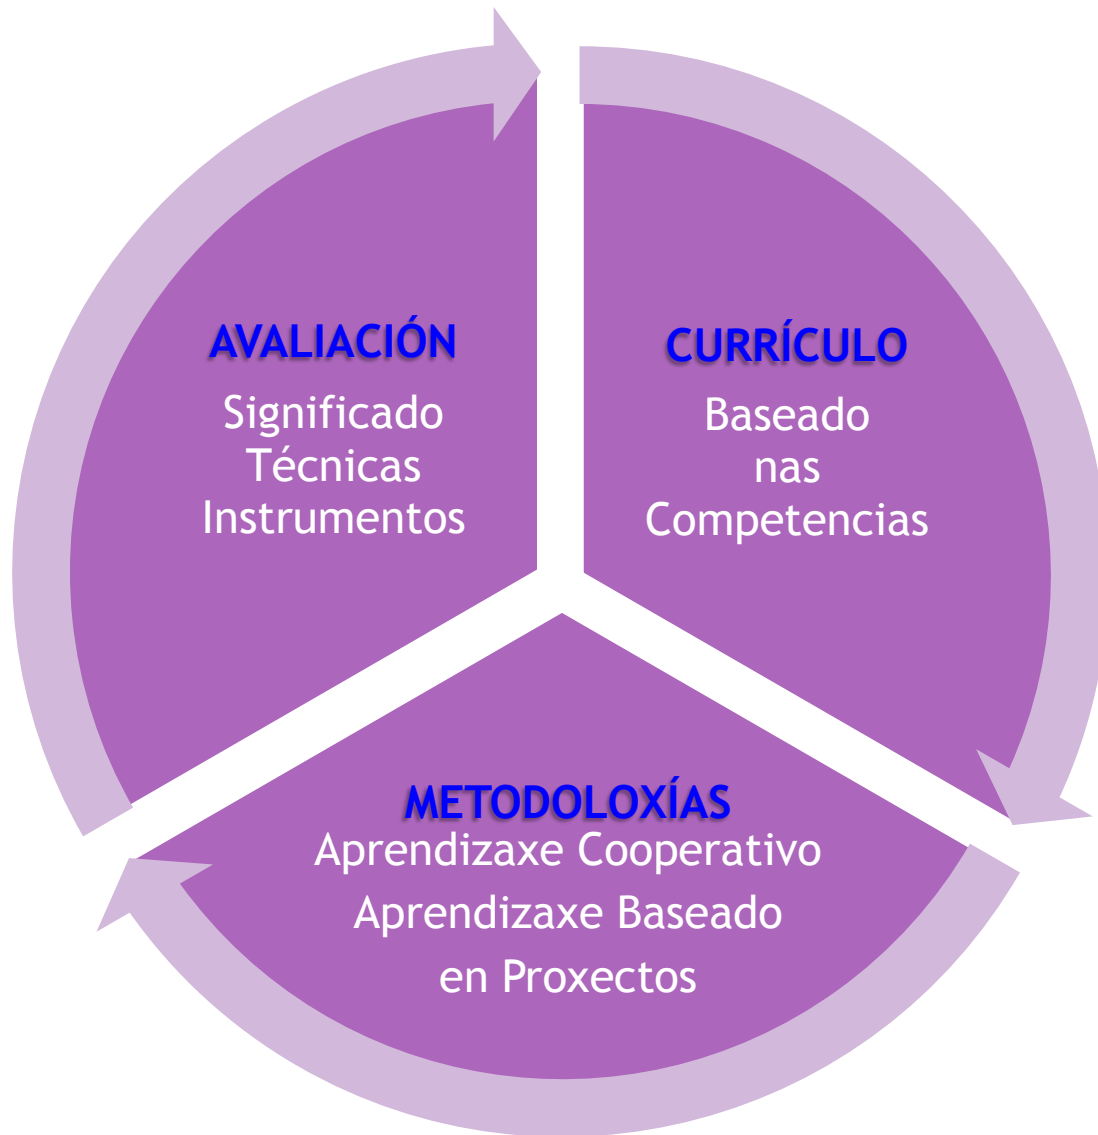 AVALIACIÓN
Significado
Técnicas
Instrumentos
CURRÍCULO
Baseado
nas
Competencias
METODOLOXÍAS
Aprendizaxe Cooperativo
Aprendizaxe Baseado
en Proxectos